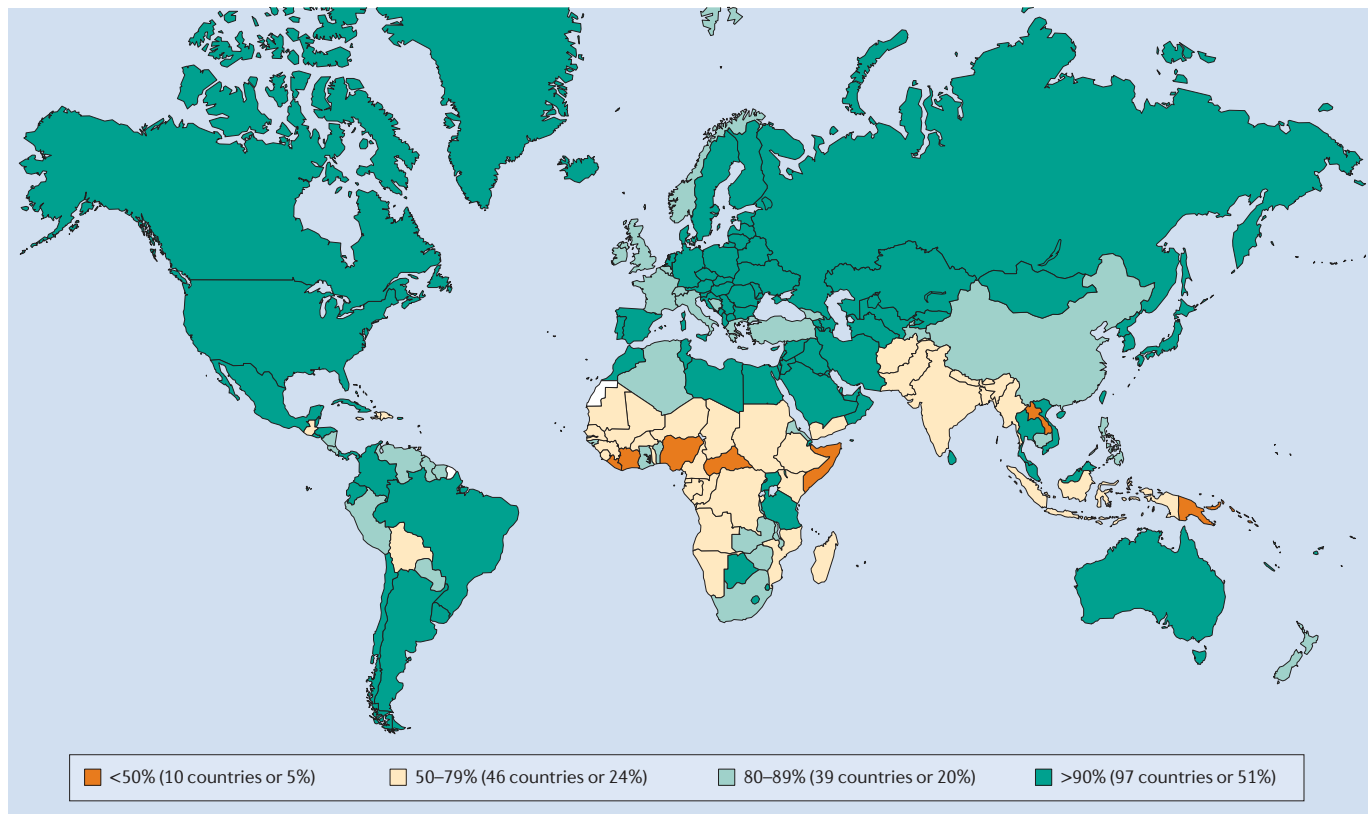 <50% (10 countries or 5%) 50–79% (46 countries or 24%) 80–89% (39 countries or 20%) >90% (97 countries or 51%)